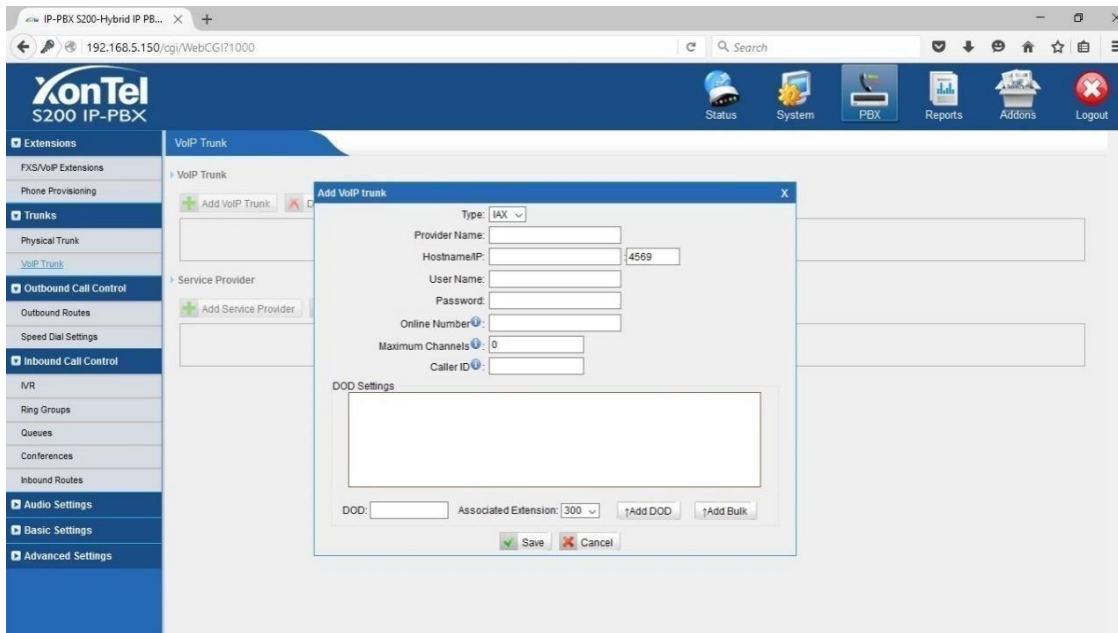 IP-PBX S200-Hybrid IP PB...
192.168.5.150/cgi/WebCGI?1000
Search
XonTel
S200 IP-PBX
Status
System
PBX
Reports
Addons
Logout
Extensions
FXS/VoIP Extensions
Phone Provisioning
Trunks
Physical Trunk
VoIP Trunk
Outbound Call Control
Outbound Routes
Speed Dial Settings
Inbound Call Control
IVR
Ring Groups
Queues
Conferences
Inbound Routes
Audio Settings
Basic Settings
Advanced Settings
VoIP Trunk
VoIP Trunk
Add VoIP Trunk
D
Service Provider
Add Service Provider
Add VoIP trunk X
Type: IAX
Provider Name:
Hostname/IP: :4569
User Name:
Password:
Online Number:
Maximum Channels: 0
Caller ID:
DOD Settings
DOD: Associated Extension: 300 ↑Add DOD ↑Add Bulk
Save Cancel